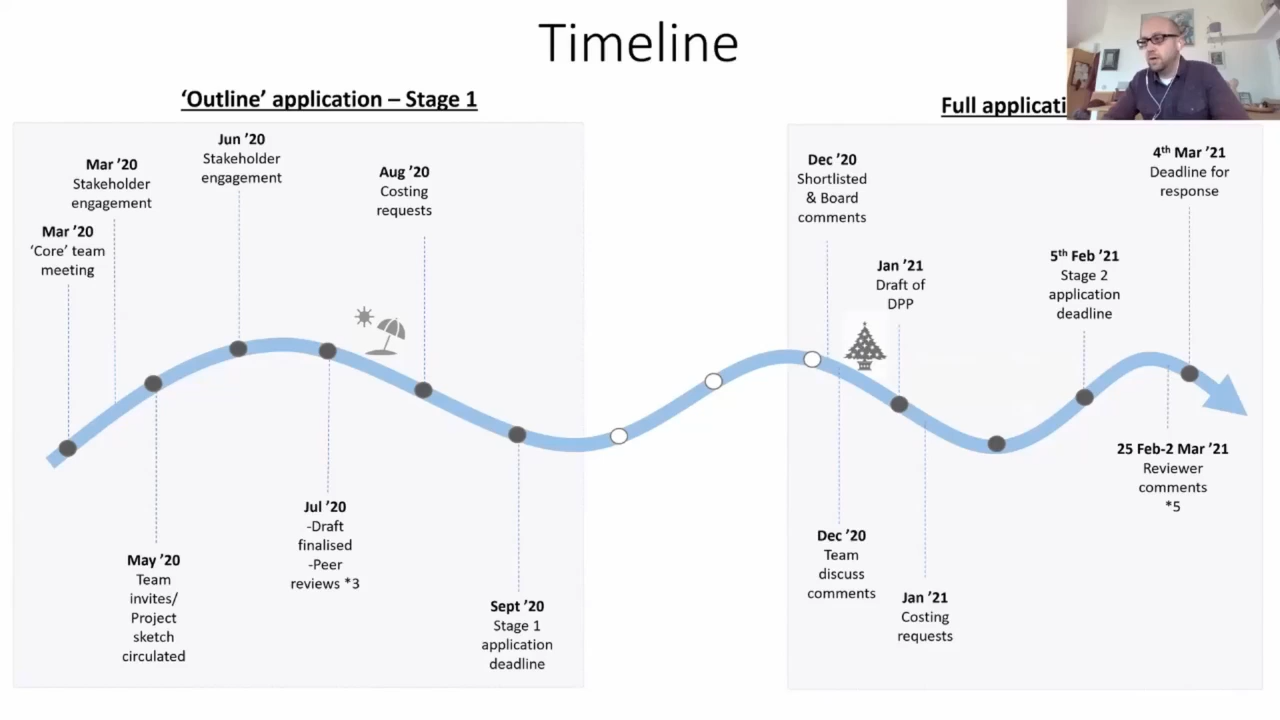 Timeline
‘Outline’ application – Stage 1
Mar ’20
‘Core’ team
meeting
Mar ’20
Stakeholder
engagement
May ’20
Team
invites/
Project
sketch
circulated
Jun ’20
Stakeholder
engagement
Jul ’20
-Draft
finalised
-Peer
reviews *3
Aug ’20
Costing
requests
Sept ’20
Stage 1
application
deadline
Full applicati
Dec ’20
Shortlisted
& Board
comments
Dec ’20
Team
discuss
comments
Jan ’21
Draft of
DPP
Jan ’21
Costing
requests
5th Feb ’21
Stage 2
application
deadline
25 Feb-2 Mar ’21
Reviewer
comments
*5
4th Mar ’21
Deadline for
response